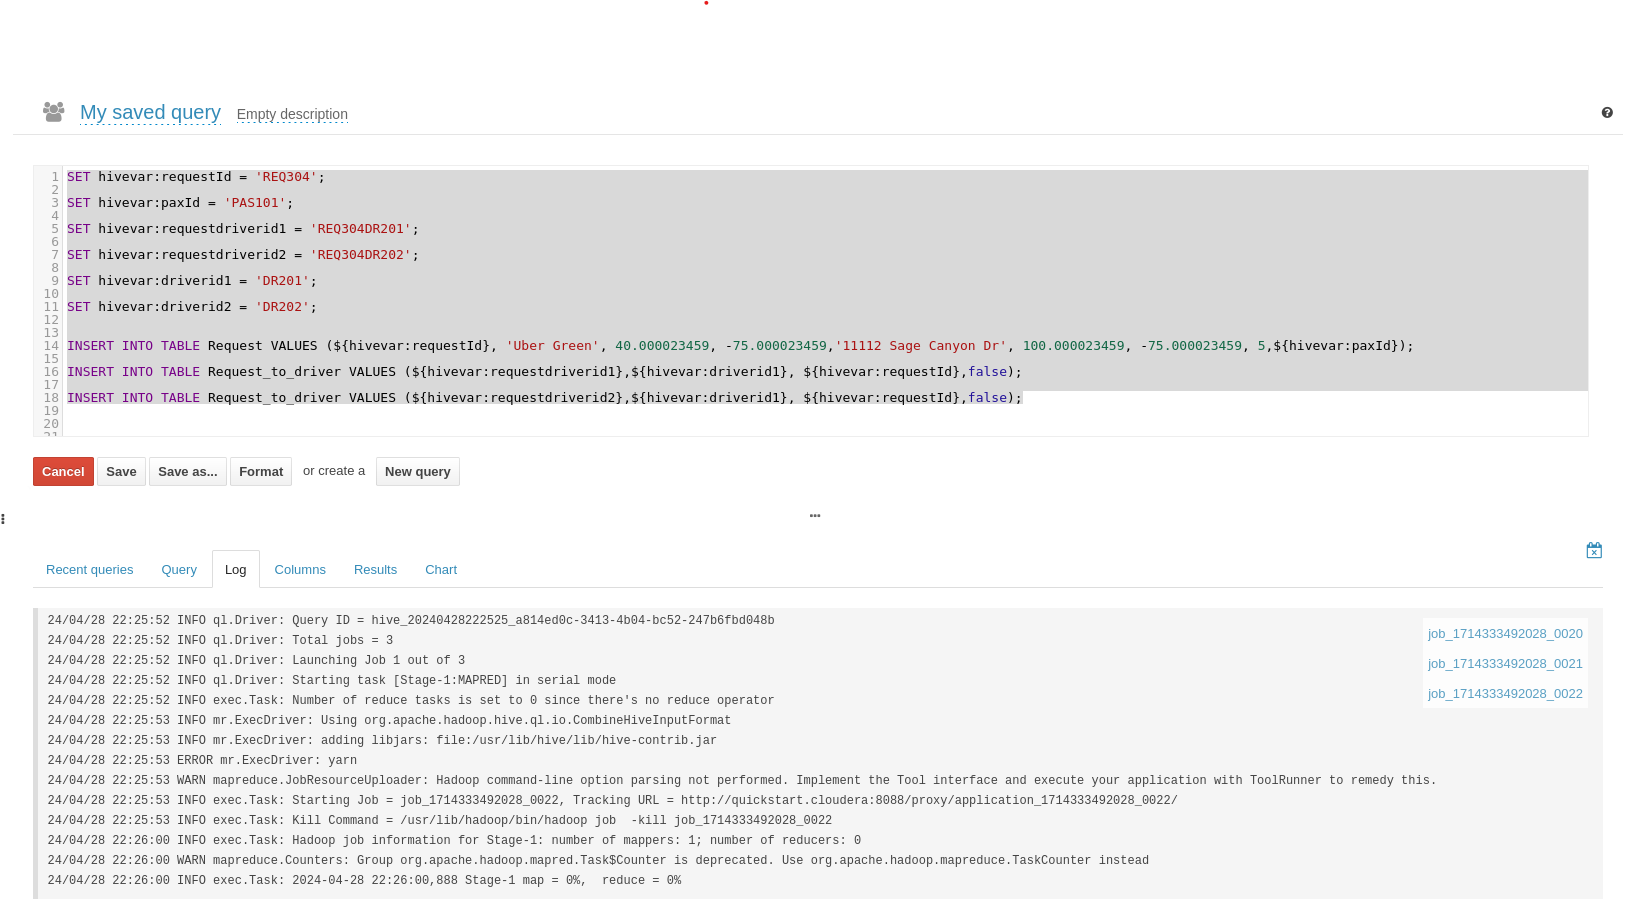 My saved query Empty description
1 SET hivevar:requestId = 'REQ304';
2
3 SET hivevar:paxId = 'PAS101';
4
5 SET hivevar:requestdriverid1 = 'REQ304DR201';
6
7 SET hivevar:requestdriverid2 = 'REQ304DR202';
8
9 SET hivevar:driverid1 = 'DR201';
10
11 SET hivevar:driverid2 = 'DR202';
12
13
14 INSERT INTO TABLE Request VALUES (${hivevar:requestId}, 'Uber Green', 40.000023459, -75.000023459,'11112 Sage Canyon Dr', 100.000023459, -75.000023459, 5,${hivevar:paxId});
15
16 INSERT INTO TABLE Request_to_driver VALUES (${hivevar:requestdriverid1},${hivevar:driverid1}, ${hivevar:requestId},false);
17
18 INSERT INTO TABLE Request_to_driver VALUES (${hivevar:requestdriverid2},${hivevar:driverid1}, ${hivevar:requestId},false);
19
20
21
Cancel Save Save as... Format or create a New query
Recent queries Query Log Columns Results Chart
24/04/28 22:25:52 INFO ql.Driver: Query ID = hive_20240428222525_a814ed0c-3413-4b04-bc52-247b6fbd048b
24/04/28 22:25:52 INFO ql.Driver: Total jobs = 3
24/04/28 22:25:52 INFO ql.Driver: Launching Job 1 out of 3
24/04/28 22:25:52 INFO ql.Driver: Starting task [Stage-1:MAPRED] in serial mode
24/04/28 22:25:52 INFO exec.Task: Number of reduce tasks is set to 0 since there's no reduce operator
24/04/28 22:25:53 INFO mr.ExecDriver: Using org.apache.hadoop.hive.ql.io.CombineHiveInputFormat
24/04/28 22:25:53 INFO mr.ExecDriver: adding libjars: file:/usr/lib/hive/lib/hive-contrib.jar
24/04/28 22:25:53 ERROR mr.ExecDriver: yarn
24/04/28 22:25:53 WARN mapreduce.JobResourceUploader: Hadoop command-line option parsing not performed. Implement the Tool interface and execute your application with ToolRunner to remedy this.
24/04/28 22:25:53 INFO exec.Task: Starting Job = job_1714333492028_0022, Tracking URL = http://quickstart.cloudera:8088/proxy/application_1714333492028_0022/
24/04/28 22:25:53 INFO exec.Task: Kill Command = /usr/lib/hadoop/bin/hadoop job  -kill job_1714333492028_0022
24/04/28 22:26:00 INFO exec.Task: Hadoop job information for Stage-1: number of mappers: 1; number of reducers: 0
24/04/28 22:26:00 WARN mapreduce.Counters: Group org.apache.hadoop.mapred.Task$Counter is deprecated. Use org.apache.hadoop.mapreduce.TaskCounter instead
24/04/28 22:26:00 INFO exec.Task: 2024-04-28 22:26:00,888 Stage-1 map = 0%,  reduce = 0%
job_1714333492028_0020
job_1714333492028_0021
job_1714333492028_0022